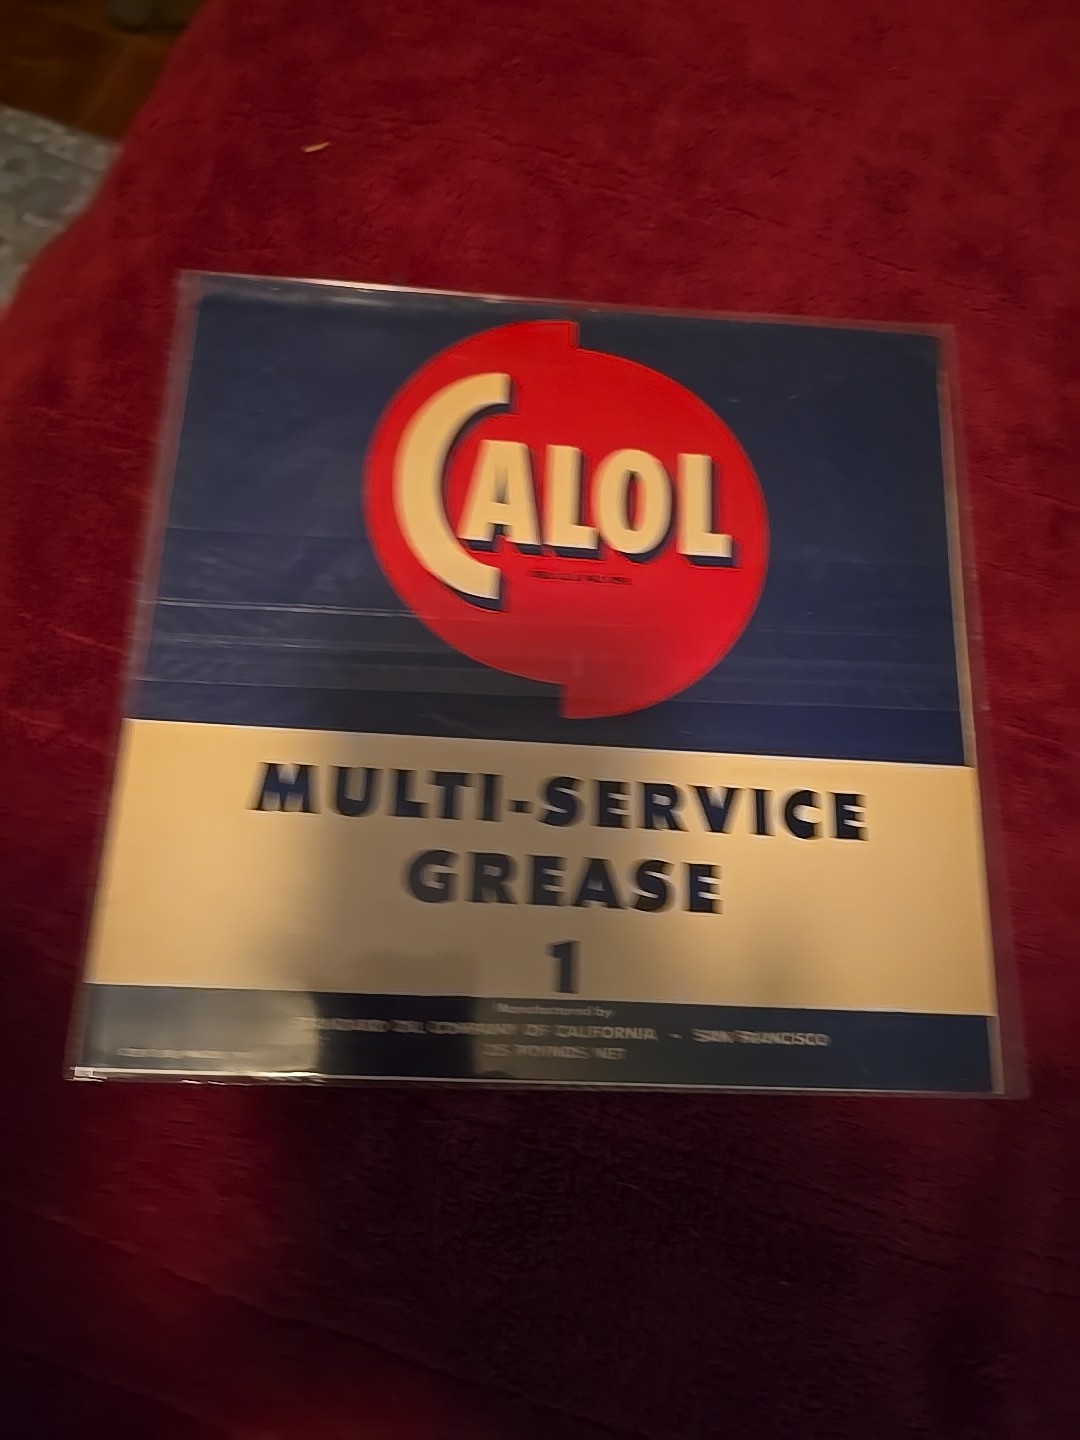 CALOL
MULTI-SERVICE
GREASE
1
Manufactured by
STANDARD OIL COMPANY OF CALIFORNIA - SAN FRANCISCO
POUNDS NET